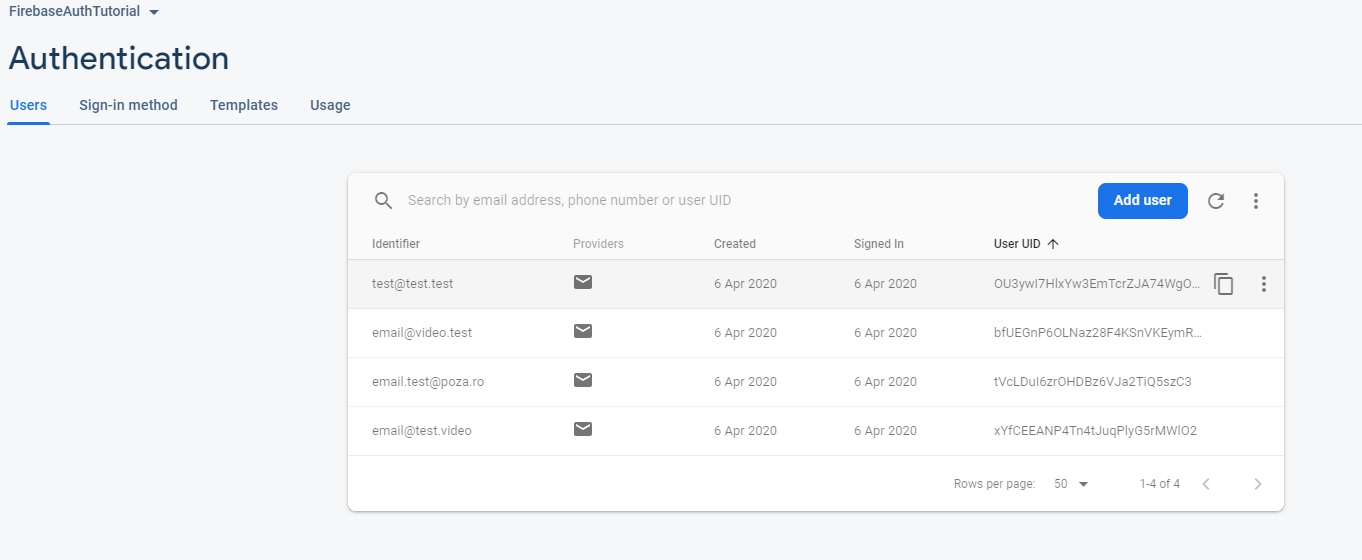 FirebaseAuthTutorial
Authentication
Users Sign-in method Templates Usage
Search by email address, phone number or user UID Add user
Identifier Providers Created Signed In User UID
test@test.test 6 Apr 2020 6 Apr 2020 OU3ywI7HlxYw3EmTcrZJA74WgO...
email@video.test 6 Apr 2020 6 Apr 2020 bfUEGnP6OLNaz28F4KSnVKEymR...
email.test@poza.ro 6 Apr 2020 6 Apr 2020 tVcLDuI6zrOHDBz6VJa2TiQ5szC3
email@test.video 6 Apr 2020 6 Apr 2020 xYfCEEANP4Tn4tJuqPlyG5rMWlO2
Rows per page: 50 1-4 of 4